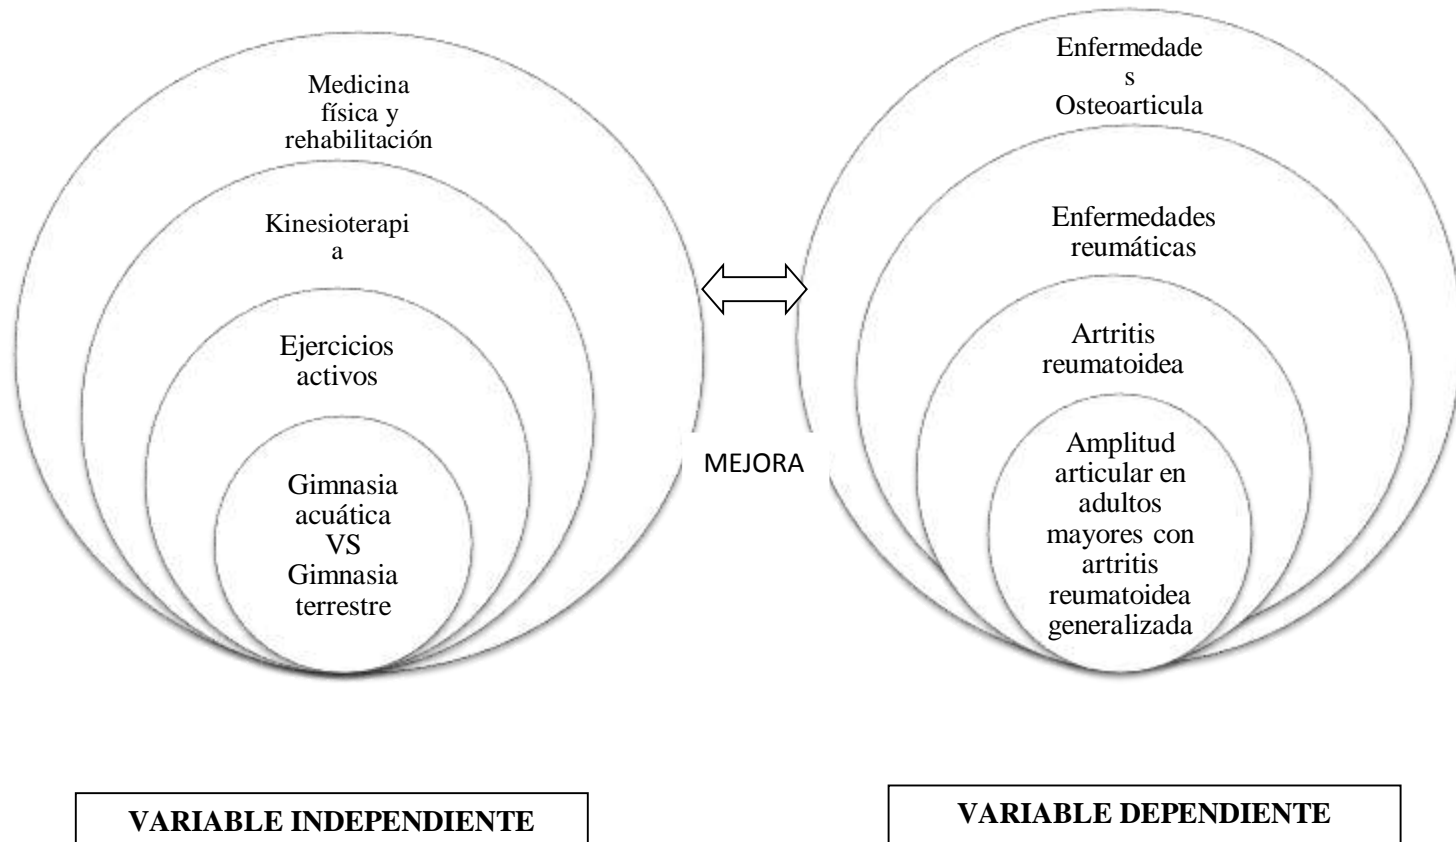 Medicina
física y
rehabilitación
Kinesioterapi
a
Ejercicios
activos
Gimnasia
acuática
VS
Gimnasia
terrestre
MEJORA
Enfermedade
s
Osteoarticula
Enfermedades
reumáticas
Artritis
reumatoidea
Amplitud
articular en
adultos
mayores con
artritis
reumatoidea
generalizada
VARIABLE INDEPENDIENTE
VARIABLE DEPENDIENTE